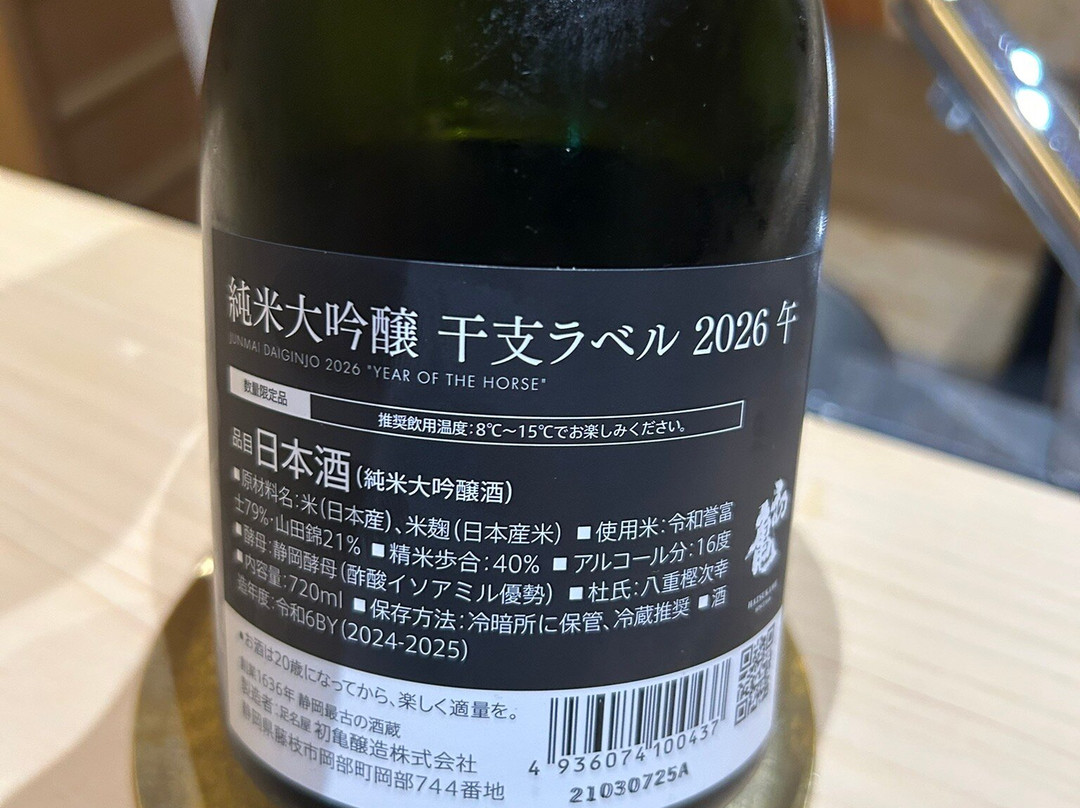 純米大吟醸 干支ラベル 2026 午
JUNMAI DAIGINJO 2026 "YEAR OF THE HORSE"
数量限定品
推奨飲用温度:8℃〜15℃でお楽しみください。
品目日本酒(純米大吟醸酒)
■原材料名:米(日本産)、米麹(日本産米) ■使用米:令和誉富
士79%・山田錦21% ■精米歩合:40% ■アルコール分:16度
■酵母:静岡酵母(酢酸イソアミル優勢) ■杜氏:八重樫次幸
■内容量:720ml ■保存方法:冷暗所に保管、冷蔵推奨 ■酒
造年度:令和6BY(2024-2025)
初亀
HATSUKAME
•お酒は20歳になってから、楽しく適量を。
創業1636年 静岡最古の酒蔵
製造者:足名屋 初亀醸造株式会社
静岡県藤枝市岡部町岡部744番地
4 936074 100437
21030725A